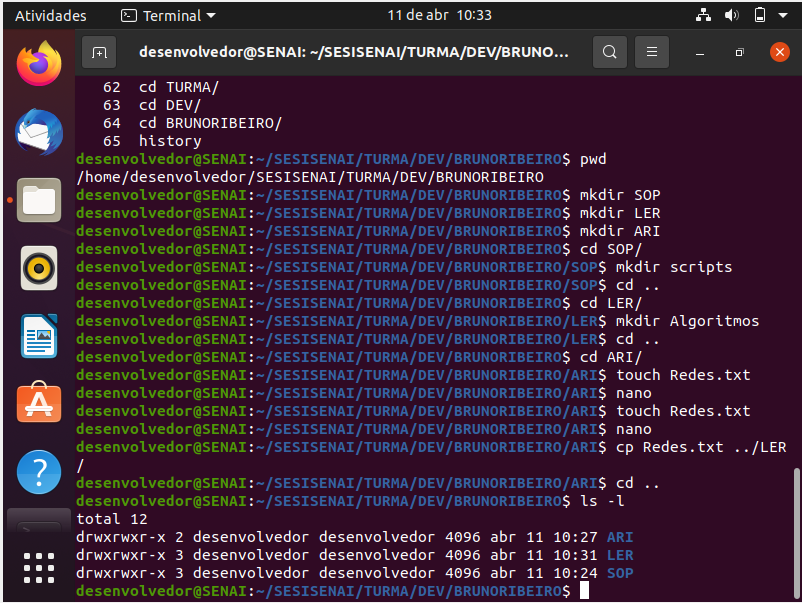 Atividades
Terminal
11 de abr 10:33
desenvolvedor@SENAI: ~/SESISENAI/TURMA/DEV/BRUNO...
62 cd TURMA/
63 cd DEV/
64 cd BRUNORIBEIRO/
65 history
desenvolvedor@SENAI:~/SESISENAI/TURMA/DEV/BRUNORIBEIRO$ pwd
/home/desenvolvedor/SESISENAI/TURMA/DEV/BRUNORIBEIRO
desenvolvedor@SENAI:~/SESISENAI/TURMA/DEV/BRUNORIBEIRO$ mkdir SOP
desenvolvedor@SENAI:~/SESISENAI/TURMA/DEV/BRUNORIBEIRO$ mkdir LER
desenvolvedor@SENAI:~/SESISENAI/TURMA/DEV/BRUNORIBEIRO$ mkdir ARI
desenvolvedor@SENAI:~/SESISENAI/TURMA/DEV/BRUNORIBEIRO$ cd SOP/
desenvolvedor@SENAI:~/SESISENAI/TURMA/DEV/BRUNORIBEIRO/SOP$ mkdir scripts
desenvolvedor@SENAI:~/SESISENAI/TURMA/DEV/BRUNORIBEIRO/SOP$ cd ..
desenvolvedor@SENAI:~/SESISENAI/TURMA/DEV/BRUNORIBEIRO$ cd LER/
desenvolvedor@SENAI:~/SESISENAI/TURMA/DEV/BRUNORIBEIRO/LER$ mkdir Algoritmos
desenvolvedor@SENAI:~/SESISENAI/TURMA/DEV/BRUNORIBEIRO/LER$ cd ..
desenvolvedor@SENAI:~/SESISENAI/TURMA/DEV/BRUNORIBEIRO$ cd ARI/
desenvolvedor@SENAI:~/SESISENAI/TURMA/DEV/BRUNORIBEIRO/ARI$ touch Redes.txt
desenvolvedor@SENAI:~/SESISENAI/TURMA/DEV/BRUNORIBEIRO/ARI$ nano
desenvolvedor@SENAI:~/SESISENAI/TURMA/DEV/BRUNORIBEIRO/ARI$ touch Redes.txt
desenvolvedor@SENAI:~/SESISENAI/TURMA/DEV/BRUNORIBEIRO/ARI$ nano
desenvolvedor@SENAI:~/SESISENAI/TURMA/DEV/BRUNORIBEIRO/ARI$ cp Redes.txt ../LER
/
desenvolvedor@SENAI:~/SESISENAI/TURMA/DEV/BRUNORIBEIRO/ARI$ cd ..
desenvolvedor@SENAI:~/SESISENAI/TURMA/DEV/BRUNORIBEIRO$ ls -l
total 12
drwxrwxr-x 2 desenvolvedor desenvolvedor 4096 abr 11 10:27 ARI
drwxrwxr-x 3 desenvolvedor desenvolvedor 4096 abr 11 10:31 LER
drwxrwxr-x 3 desenvolvedor desenvolvedor 4096 abr 11 10:24 SOP
desenvolvedor@SENAI:~/SESISENAI/TURMA/DEV/BRUNORIBEIRO$